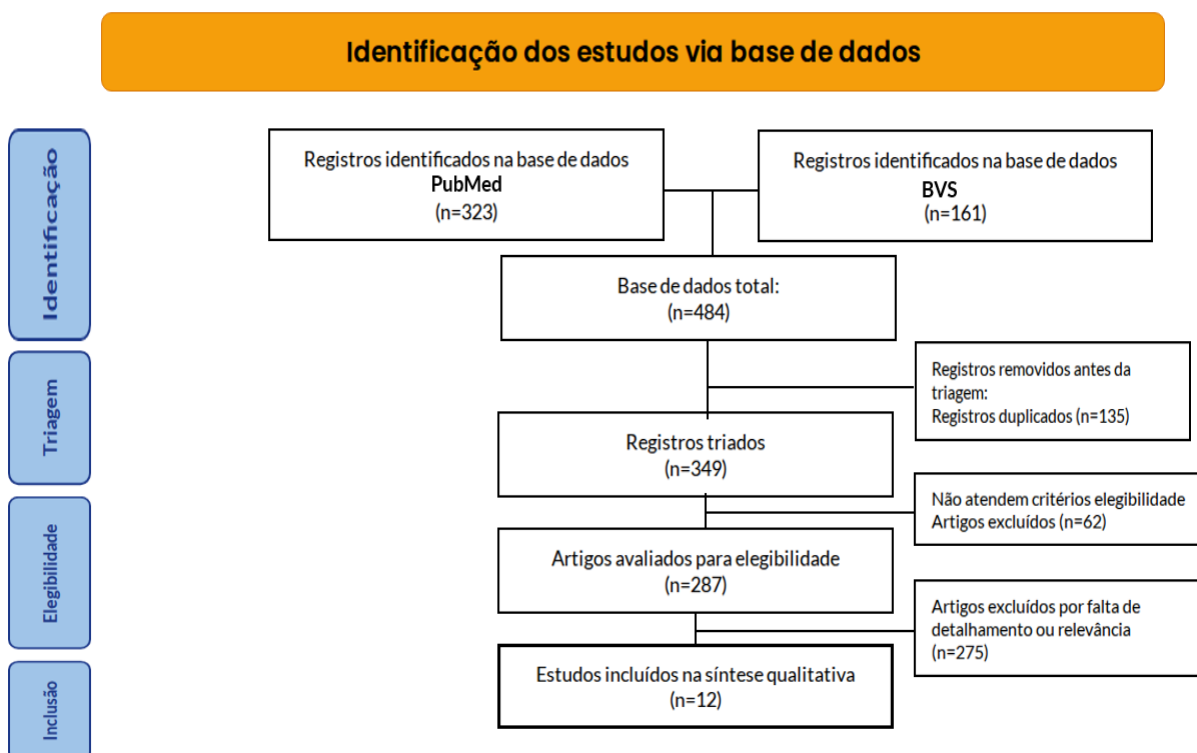 Identificação dos estudos via base de dados
Identificação
Registros identificados na base de dados
PubMed
(n=323)
Registros identificados na base de dados
BVS
(n=161)
Base de dados total:
(n=484)
Triagem
Registros removidos antes da
triagem:
Registros duplicados (n=135)
Registros triados
(n=349)
Elegibilidade
Não atendem critérios elegibilidade
Artigos excluídos (n=62)
Artigos avaliados para elegibilidade
(n=287)
Artigos excluídos por falta de
detalhamento ou relevância
(n=275)
Inclusão
Estudos incluídos na síntese qualitativa
(n=12)